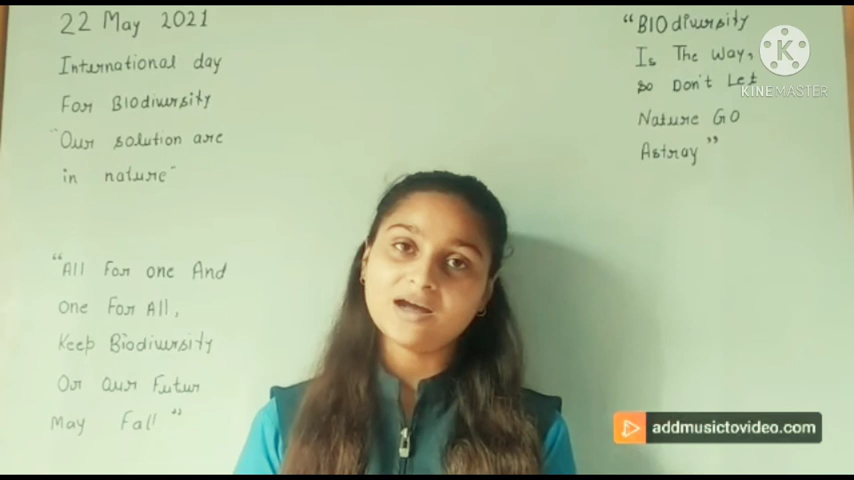 22 May 2021
International day
For BIOdiversity
"Our solution are
in nature"
"All For one And
one For All,
Keep Biodiversity
Or Our Futur
May Fall"
"BIOdiversity
Is The Way,
so Don't Let
Nature GO
Astray"
KINEMASTER
addmusictovideo.com